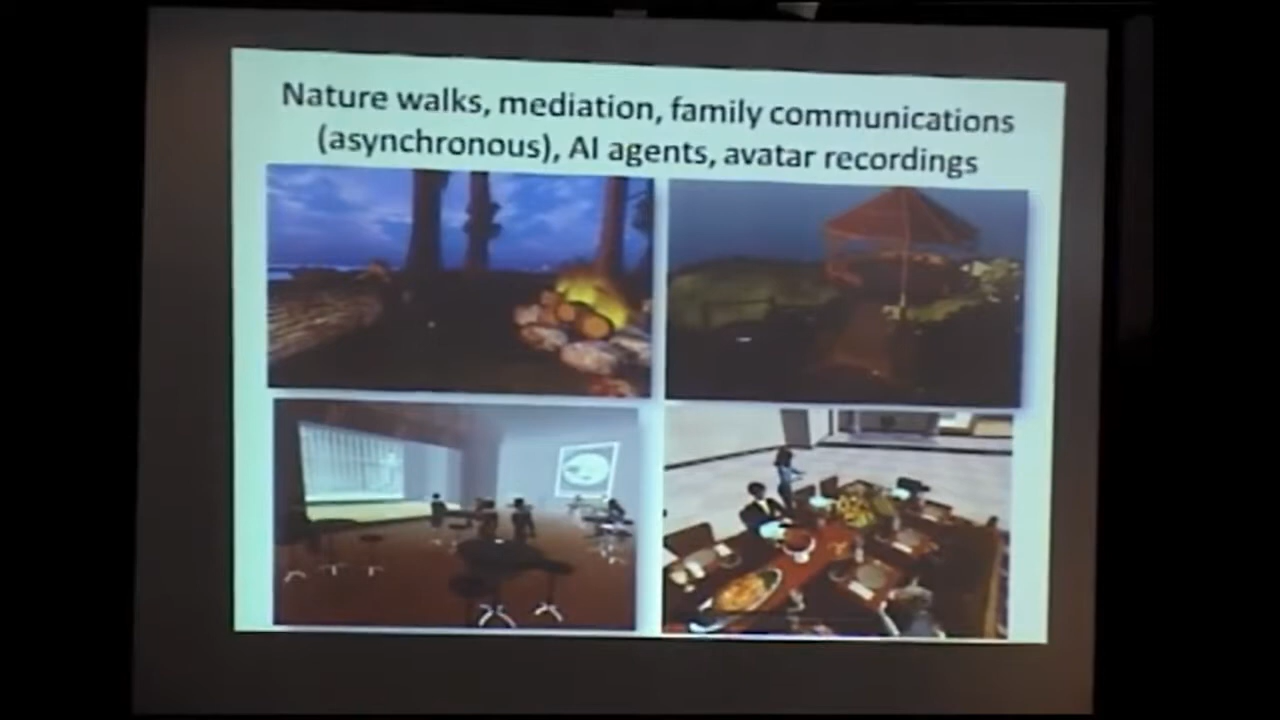 Nature walks, mediation, family communications
(asynchronous), AI agents, avatar recordings